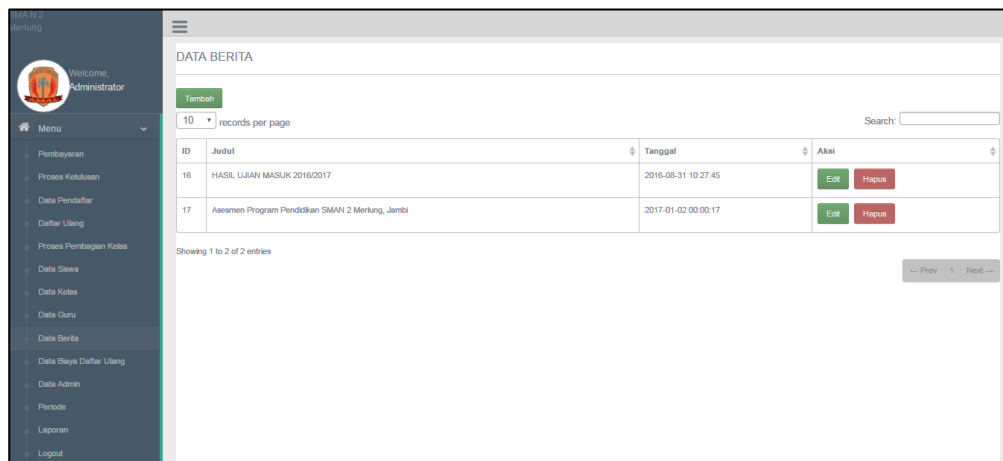 SMA N 2
Merlung
Welcome,
Administrator
Menu
Pembayaran
Proses Kelulusan
Data Pendaftar
Daftar Ulang
Proses Pembagian Kelas
Data Siswa
Data Kelas
Data Guru
Data Berita
Data Biaya Daftar Ulang
Data Admin
Periode
Laporan
Logout
DATA BERITA
Tambah
10 records per page
Search:
ID Judul Tanggal Aksi
16 HASIL UJIAN MASUK 2016/2017 2016-08-31 10:27:45 Edit Hapus
17 Asesmen Program Pendidikan SMAN 2 Merlung, Jambi 2017-01-02 00:00:17 Edit Hapus
Showing 1 to 2 of 2 entries
← Prev 1 Next →